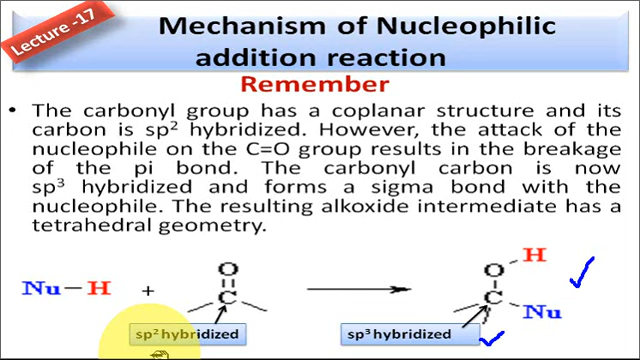 Lecture -17
Mechanism of Nucleophilic
addition reaction
Remember
• The carbonyl group has a coplanar structure and its
carbon is sp² hybridized. However, the attack of the
nucleophile on the C=O group results in the breakage
of the pi bond. The carbonyl carbon is now
sp³ hybridized and forms a sigma bond with the
nucleophile. The resulting alkoxide intermediate has a
tetrahedral geometry.
H
O O
Nu—H + C C Nu
sp² hybridized sp³ hybridized